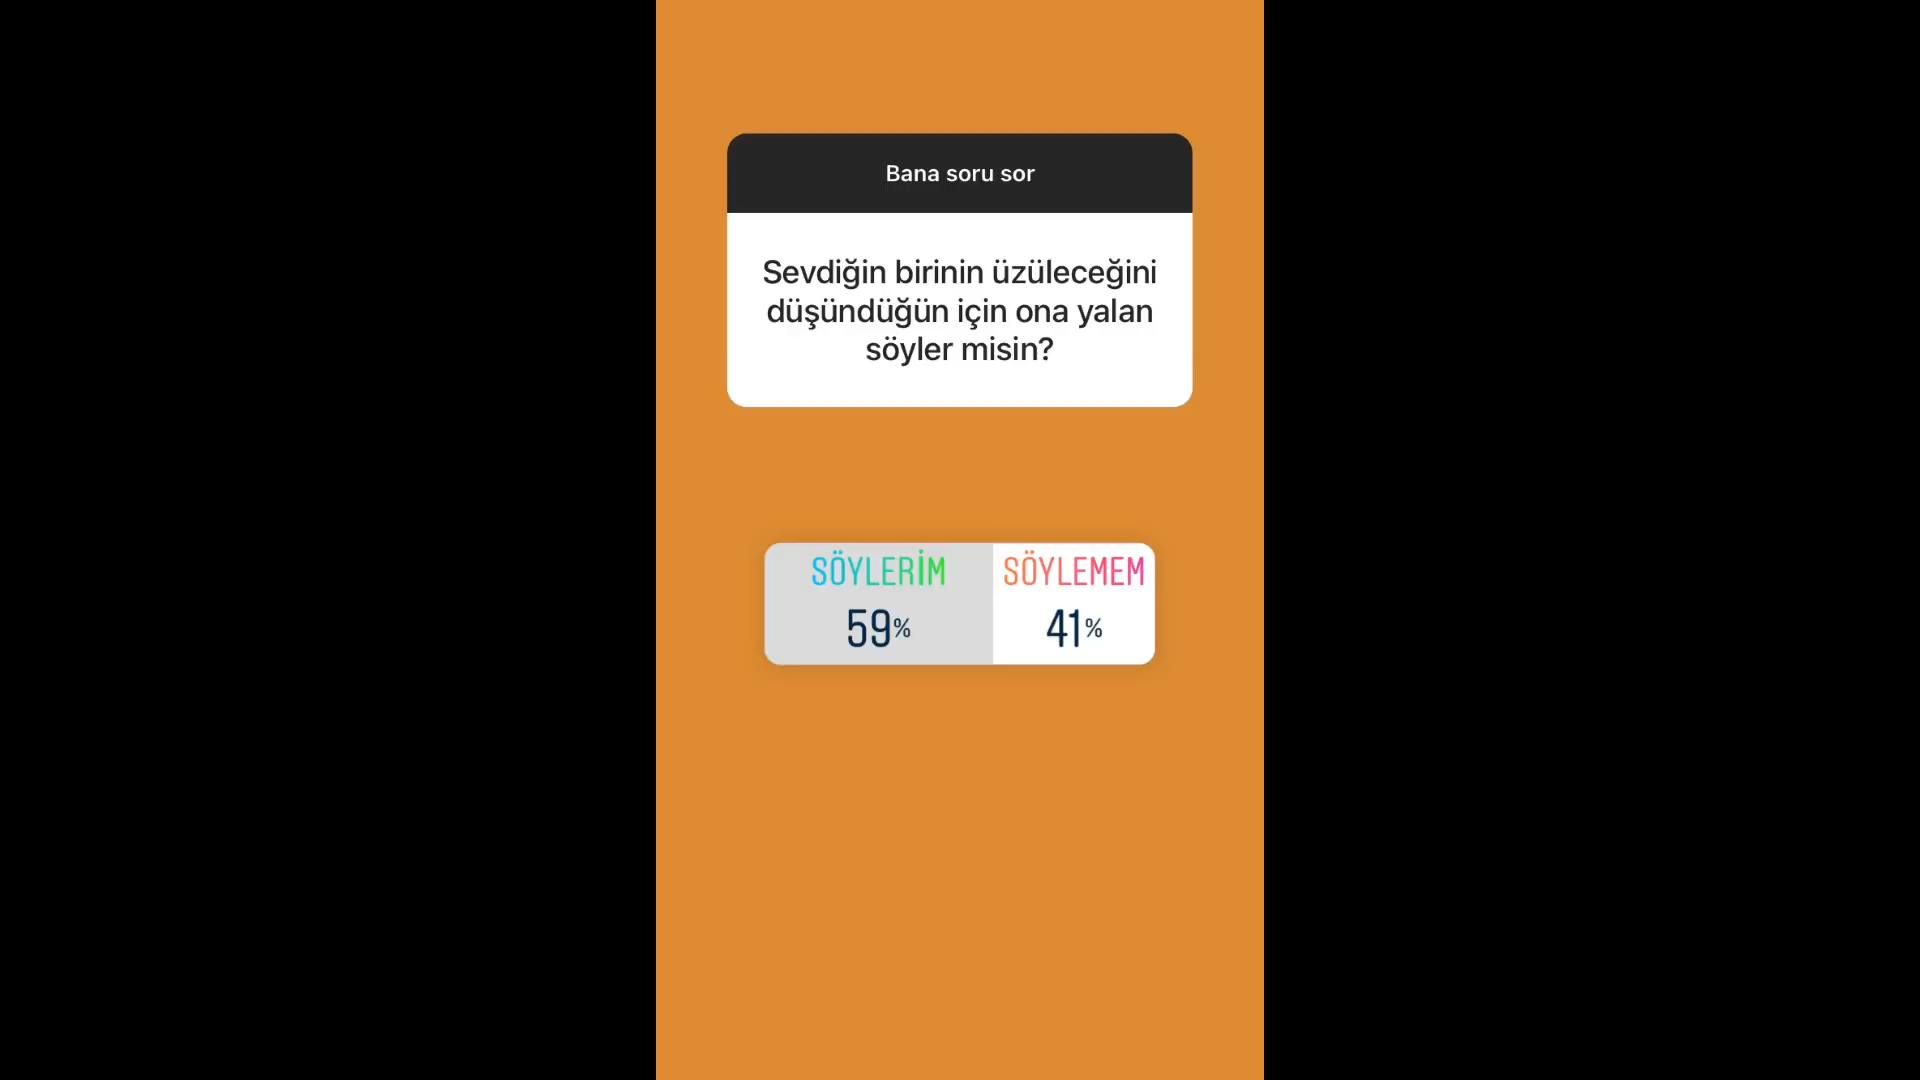 Bana soru sor
Sevdiğin birinin üzüleceğini
düşündüğün için ona yalan
söyler misin?
SÖYLERİM SÖYLEMEM
59% 41%